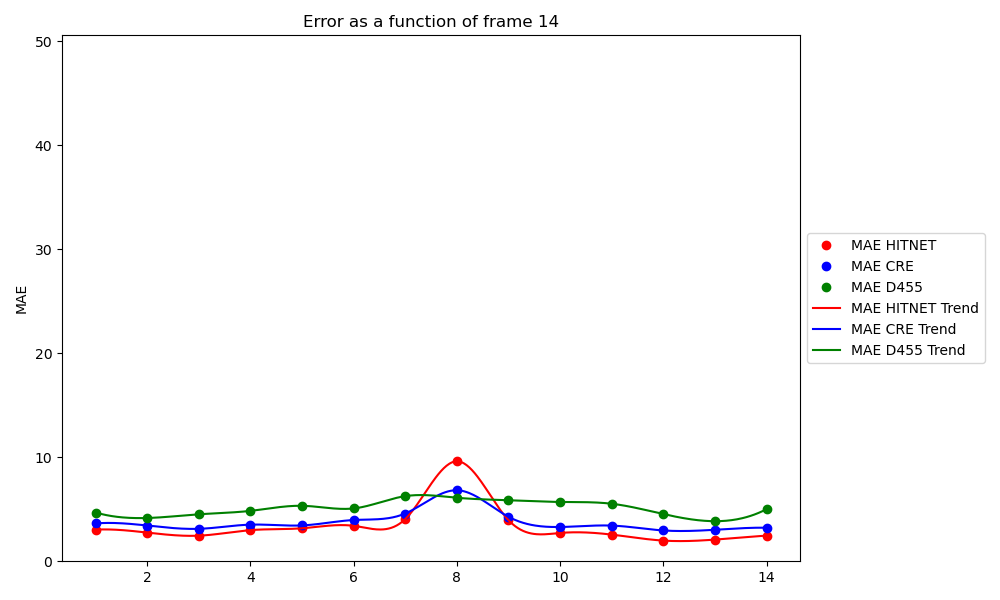 Error as a function of frame 14
50
40
30
20
10
0
MAE
2 4 6 8 10 12 14
MAE HITNET
MAE CRE
MAE D455
MAE HITNET Trend
MAE CRE Trend
MAE D455 Trend